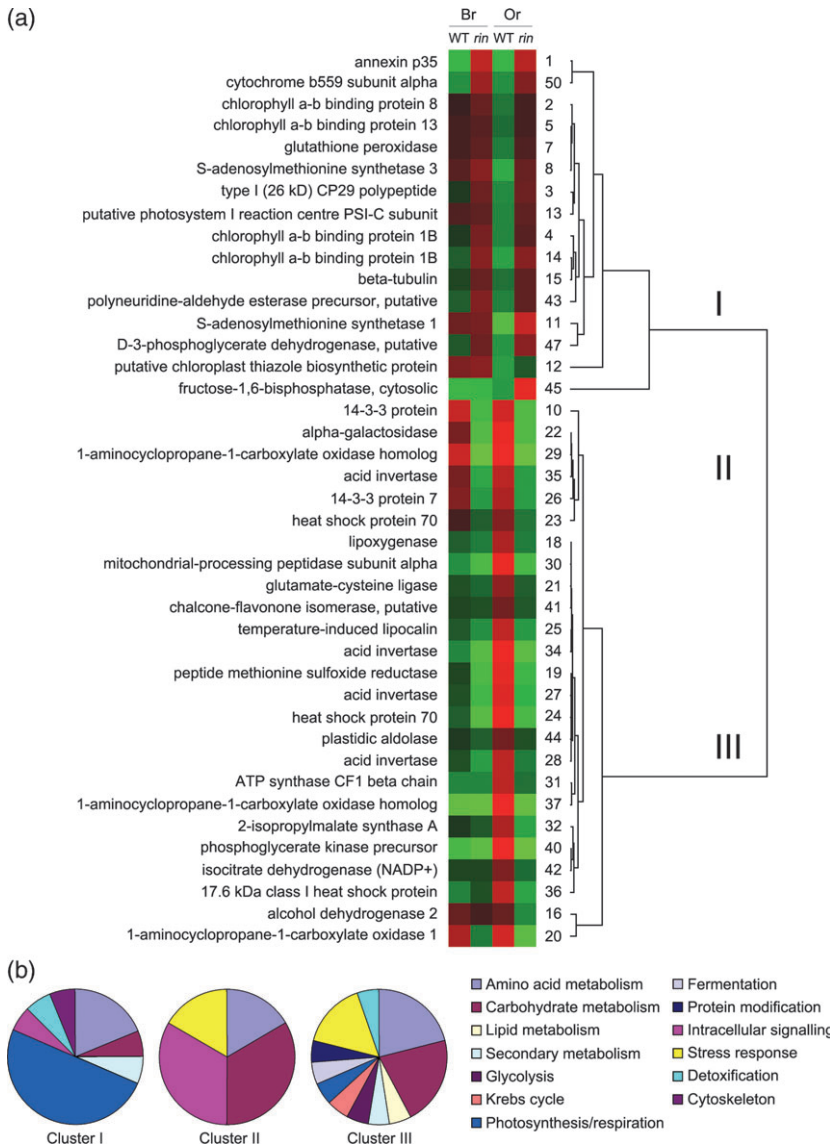 (a)
Br Or
WT rin WT rin
annexin p35 1
cytochrome b559 subunit alpha 50
chlorophyll a-b binding protein 8 2
chlorophyll a-b binding protein 13 5
glutathione peroxidase 7
S-adenosylmethionine synthetase 3 8
type I (26 kD) CP29 polypeptide 3
putative photosystem I reaction centre PSI-C subunit 13
chlorophyll a-b binding protein 1B 4
chlorophyll a-b binding protein 1B 14
beta-tubulin 15
polyneuridine-aldehyde esterase precursor, putative 43
I
S-adenosylmethionine synthetase 1 11
D-3-phosphoglycerate dehydrogenase, putative 47
putative chloroplast thiazole biosynthetic protein 12
fructose-1,6-bisphosphatase, cytosolic 45
14-3-3 protein 10
alpha-galactosidase 22
1-aminocyclopropane-1-carboxylate oxidase homolog 29
II
acid invertase 35
14-3-3 protein 7 26
heat shock protein 70 23
lipoxygenase 18
mitochondrial-processing peptidase subunit alpha 30
glutamate-cysteine ligase 21
chalcone-flavonone isomerase, putative 41
temperature-induced lipocalin 25
acid invertase 34
peptide methionine sulfoxide reductase 19
acid invertase 27
heat shock protein 70 24
plastidic aldolase 44
III
acid invertase 28
ATP synthase CF1 beta chain 31
1-aminocyclopropane-1-carboxylate oxidase homolog 37
2-isopropylmalate synthase A 32
phosphoglycerate kinase precursor 40
isocitrate dehydrogenase (NADP+) 42
17.6 kDa class I heat shock protein 36
alcohol dehydrogenase 2 16
1-aminocyclopropane-1-carboxylate oxidase 1 20
(b)
Cluster I
Cluster II
Cluster III
Amino acid metabolism
Carbohydrate metabolism
Lipid metabolism
Secondary metabolism
Glycolysis
Krebs cycle
Photosynthesis/respiration
Fermentation
Protein modification
Intracellular signalling
Stress response
Detoxification
Cytoskeleton